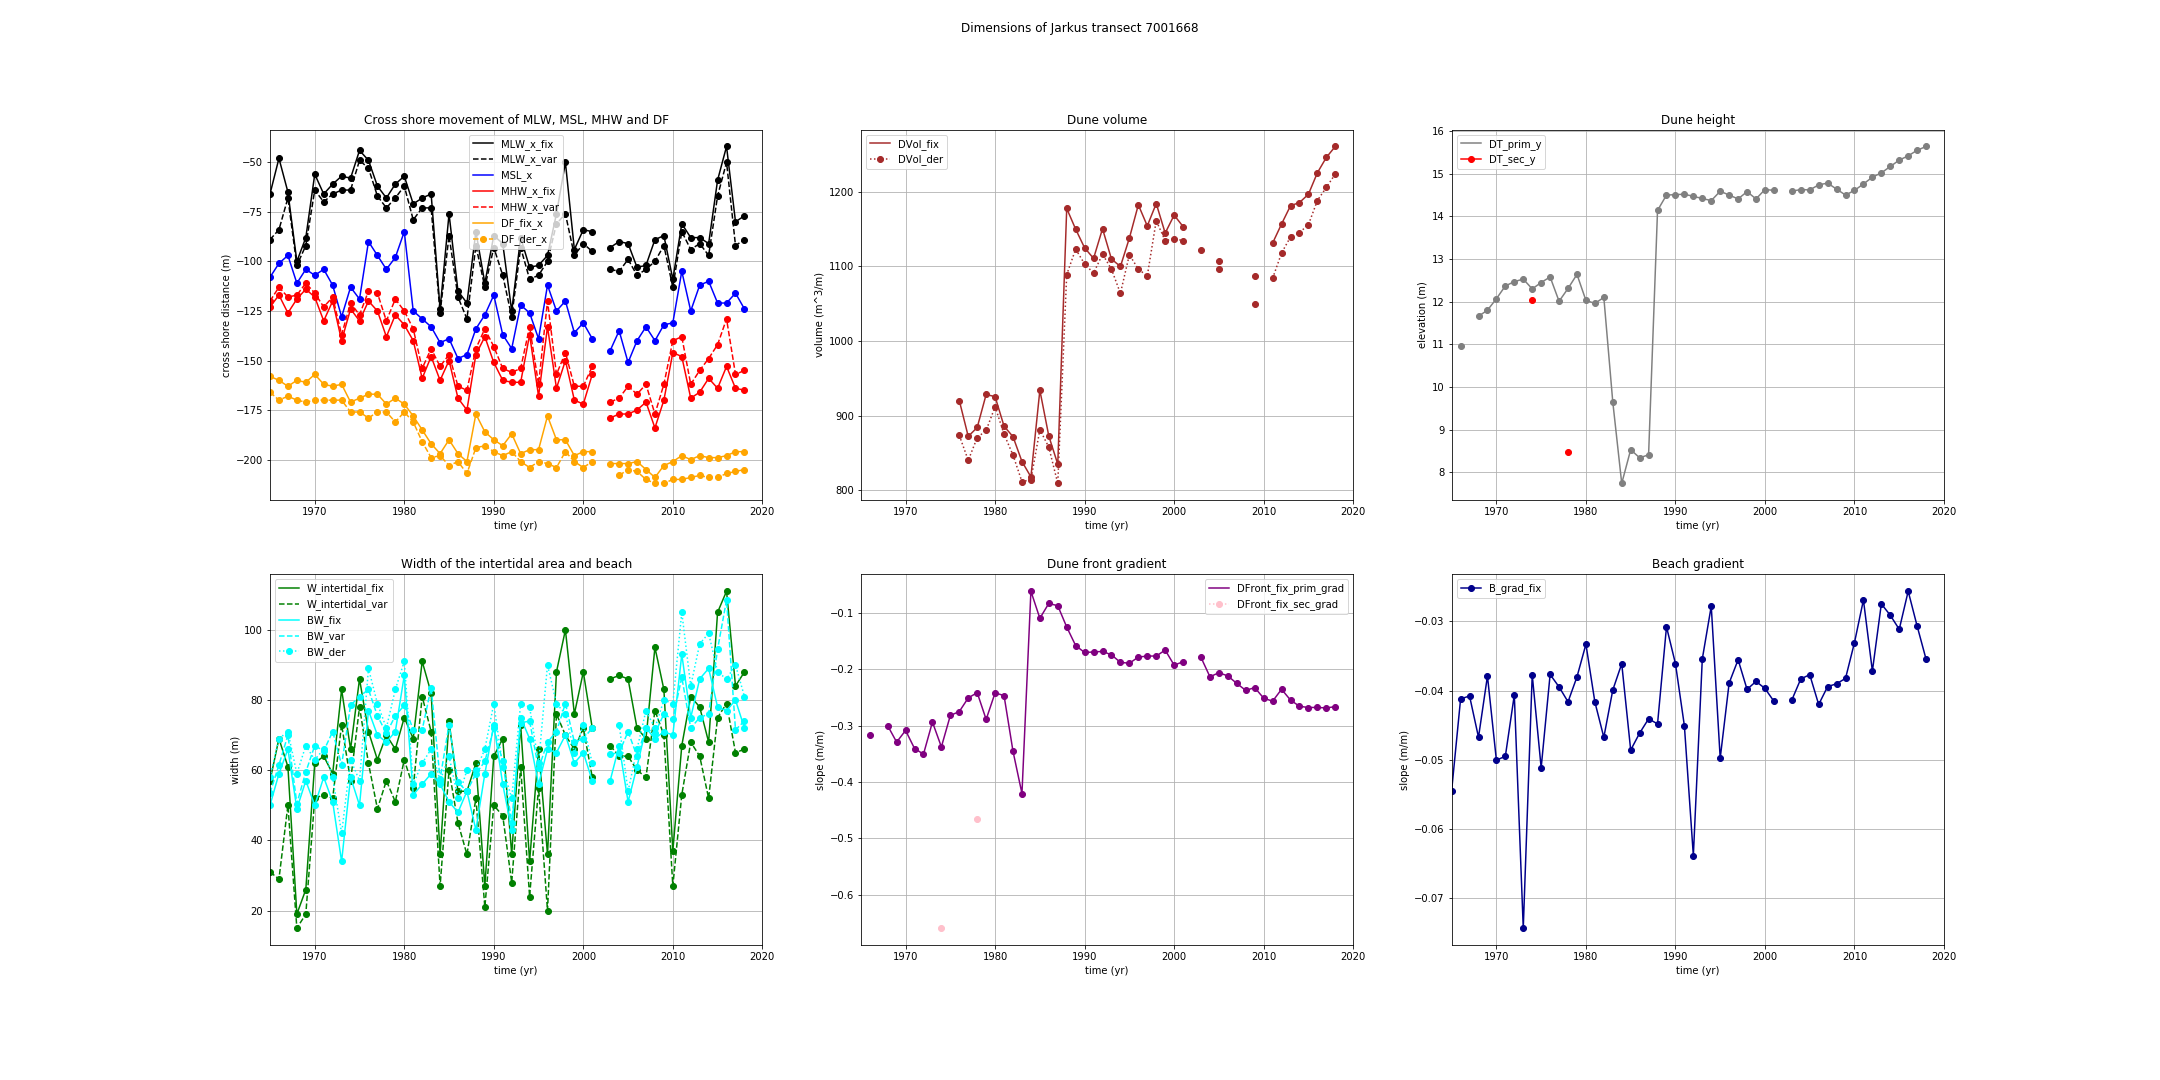 Dimensions of Jarkus transect 7001668
Cross shore movement of MLW, MSL, MHW and DF
cross shore distance (m)
−50
−75
−100
−125
−150
−175
−200
MLW_x_fix
MLW_x_var
MSL_x
MHW_x_fix
MHW_x_var
DF_fix_x
DF_der_x
1970 1980 1990 2000 2010 2020
time (yr)
Dune volume
volume (m^3/m)
1200
1100
1000
900
800
DVol_fix
DVol_der
1970 1980 1990 2000 2010 2020
time (yr)
Dune height
elevation (m)
16
15
14
13
12
11
10
9
8
DT_prim_y
DT_sec_y
1970 1980 1990 2000 2010 2020
time (yr)
Width of the intertidal area and beach
width (m)
100
80
60
40
20
W_intertidal_fix
W_intertidal_var
BW_fix
BW_var
BW_der
1970 1980 1990 2000 2010 2020
time (yr)
Dune front gradient
slope (m/m)
−0.1
−0.2
−0.3
−0.4
−0.5
−0.6
DFront_fix_prim_grad
DFront_fix_sec_grad
1970 1980 1990 2000 2010 2020
time (yr)
Beach gradient
slope (m/m)
−0.03
−0.04
−0.05
−0.06
−0.07
B_grad_fix
1970 1980 1990 2000 2010 2020
time (yr)